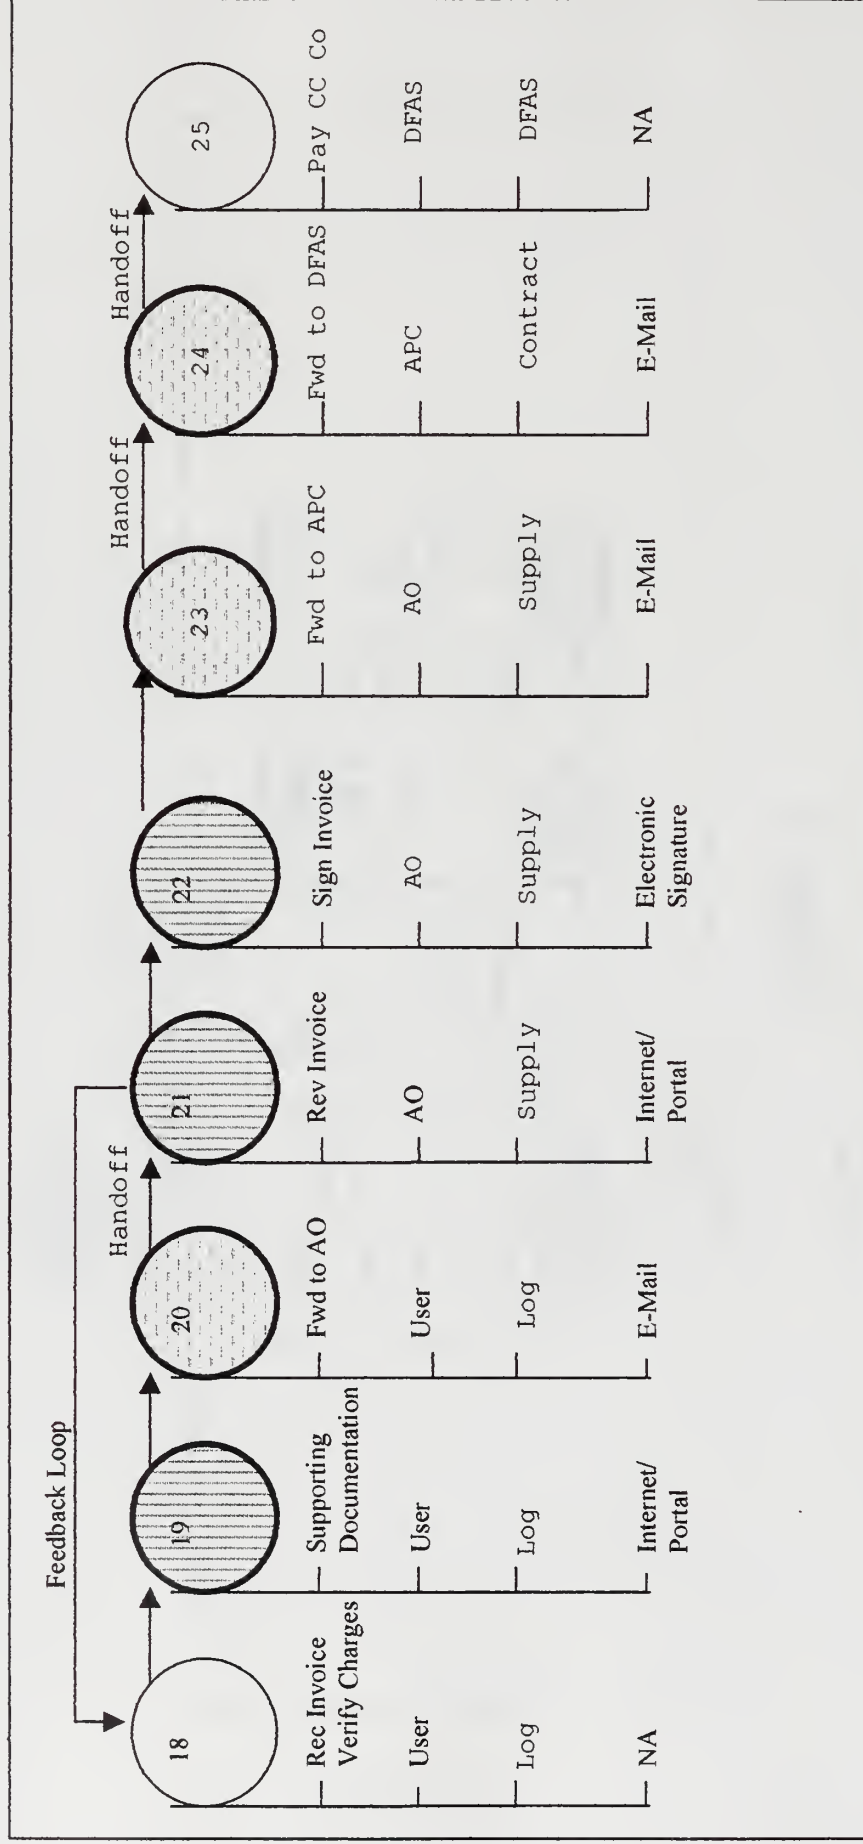 Feedback Loop
Handoff
Handoff
Handoff
18
Rec Invoice
Verify Charges
User
Log
NA
19
Supporting
Documentation
User
Log
Internet/
Portal
20
Fwd to AO
User
Log
E-Mail
21
Rev Invoice
AO
Supply
Internet/
Portal
22
Sign Invoice
AO
Supply
Electronic
Signature
23
Fwd to APC
AO
Supply
E-Mail
24
Fwd to DFAS
APC
Contract
E-Mail
25
Pay CC Co
DFAS
DFAS
NA